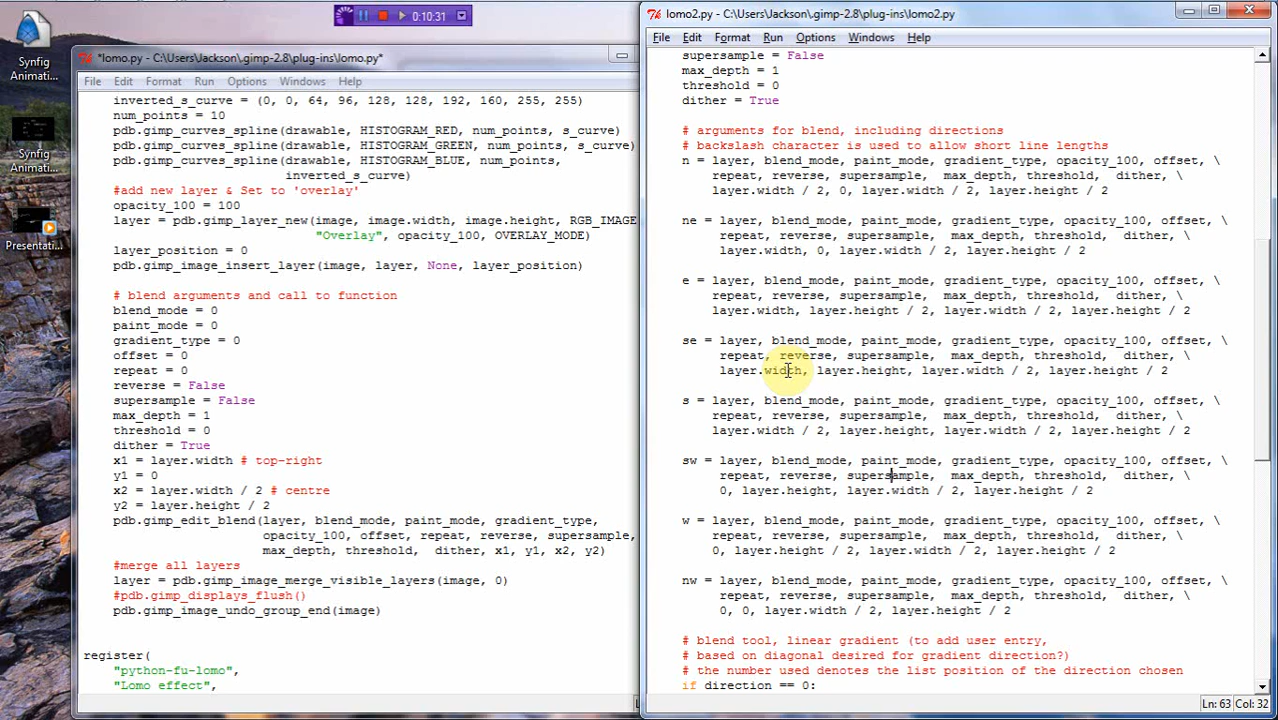 0:10:31
Synfig
Animati...
Synfig
Animati...
Presentati...
*lomo.py - C:\Users\Jackson\.gimp-2.8\plug-ins\lomo.py*
File Edit Format Run Options Windows Help
inverted_s_curve = (0, 0, 64, 96, 128, 128, 192, 160, 255, 255)
num_points = 10
pdb.gimp_curves_spline(drawable, HISTOGRAM_RED, num_points, s_curve)
pdb.gimp_curves_spline(drawable, HISTOGRAM_GREEN, num_points, s_curve)
pdb.gimp_curves_spline(drawable, HISTOGRAM_BLUE, num_points,
inverted_s_curve)
#add new layer & Set to 'overlay'
opacity_100 = 100
layer = pdb.gimp_layer_new(image, image.width, image.height, RGB_IMAGE
"Overlay", opacity_100, OVERLAY_MODE)
layer_position = 0
pdb.gimp_image_insert_layer(image, layer, None, layer_position)
# blend arguments and call to function
blend_mode = 0
paint_mode = 0
gradient_type = 0
offset = 0
repeat = 0
reverse = False
supersample = False
max_depth = 1
threshold = 0
dither = True
x1 = layer.width # top-right
y1 = 0
x2 = layer.width / 2 # centre
y2 = layer.height / 2
pdb.gimp_edit_blend(layer, blend_mode, paint_mode, gradient_type,
opacity_100, offset, repeat, reverse, supersample,
max_depth, threshold, dither, x1, y1, x2, y2)
#merge all layers
layer = pdb.gimp_image_merge_visible_layers(image, 0)
#pdb.gimp_displays_flush()
pdb.gimp_image_undo_group_end(image)
register(
"python-fu-lomo",
"Lomo effect",
lomo2.py - C:\Users\Jackson\.gimp-2.8\plug-ins\lomo2.py
File Edit Format Run Options Windows Help
supersample = False
max_depth = 1
threshold = 0
dither = True
# arguments for blend, including directions
# backslash character is used to allow short line lengths
n = layer, blend_mode, paint_mode, gradient_type, opacity_100, offset, \
repeat, reverse, supersample, max_depth, threshold, dither, \
layer.width / 2, 0, layer.width / 2, layer.height / 2
ne = layer, blend_mode, paint_mode, gradient_type, opacity_100, offset, \
repeat, reverse, supersample, max_depth, threshold, dither, \
layer.width, 0, layer.width / 2, layer.height / 2
e = layer, blend_mode, paint_mode, gradient_type, opacity_100, offset, \
repeat, reverse, supersample, max_depth, threshold, dither, \
layer.width, layer.height / 2, layer.width / 2, layer.height / 2
se = layer, blend_mode, paint_mode, gradient_type, opacity_100, offset, \
repeat, reverse, supersample, max_depth, threshold, dither, \
layer.width, layer.height, layer.width / 2, layer.height / 2
s = layer, blend_mode, paint_mode, gradient_type, opacity_100, offset, \
repeat, reverse, supersample, max_depth, threshold, dither, \
layer.width / 2, layer.height, layer.width / 2, layer.height / 2
sw = layer, blend_mode, paint_mode, gradient_type, opacity_100, offset, \
repeat, reverse, supersample, max_depth, threshold, dither, \
0, layer.height, layer.width / 2, layer.height / 2
w = layer, blend_mode, paint_mode, gradient_type, opacity_100, offset, \
repeat, reverse, supersample, max_depth, threshold, dither, \
0, layer.height / 2, layer.width / 2, layer.height / 2
nw = layer, blend_mode, paint_mode, gradient_type, opacity_100, offset, \
repeat, reverse, supersample, max_depth, threshold, dither, \
0, 0, layer.width / 2, layer.height / 2
# blend tool, linear gradient (to add user entry,
# based on diagonal desired for gradient direction?)
# the number used denotes the list position of the direction chosen
if direction == 0:
Ln: 63 Col: 32